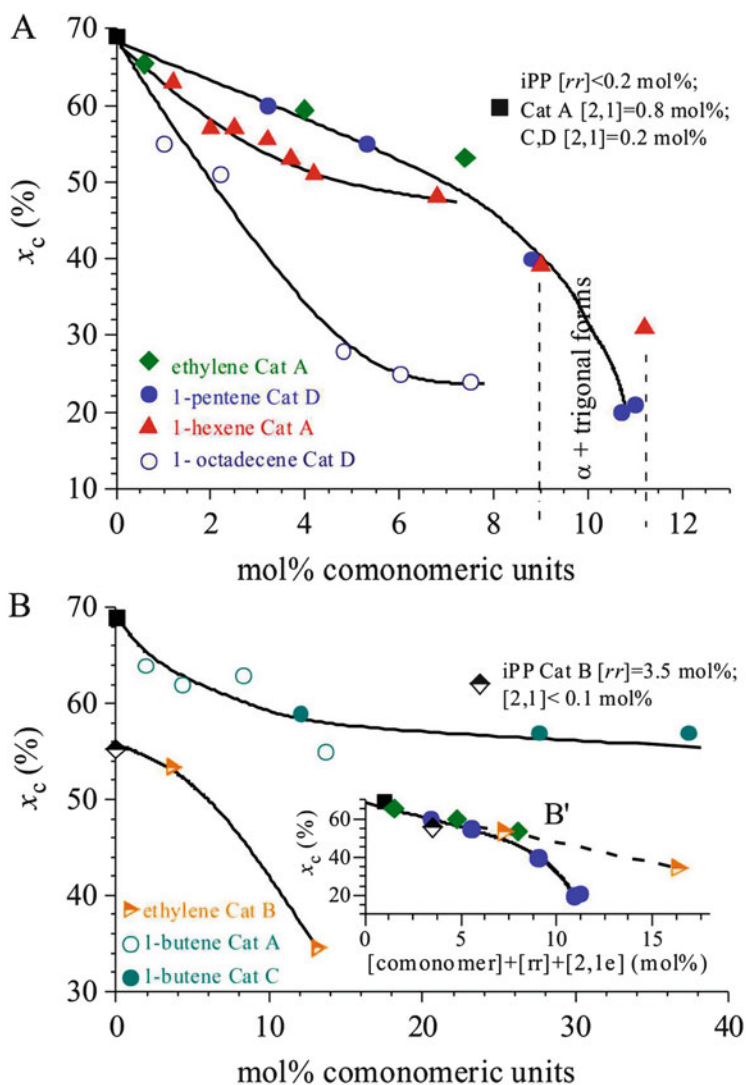 A
70
60
50
40
30
20
10
x_c (%)
iPP [rr]<0.2 mol%;
Cat A [2,1]=0.8 mol%;
C,D [2,1]=0.2 mol%
α + trigonal forms
ethylene Cat A
1-pentene Cat D
1-hexene Cat A
1- octadecene Cat D
0 2 4 6 8 10 12
mol% comonomeric units
B
70
60
50
40
30
x_c (%)
iPP Cat B [rr]=3.5 mol%;
[2,1]< 0.1 mol%
B'
x_c (%)
60
40
20
0 5 10 15
[comonomer]+[rr]+[2,1e] (mol%)
ethylene Cat B
1-butene Cat A
1-butene Cat C
0 10 20 30 40
mol% comonomeric units